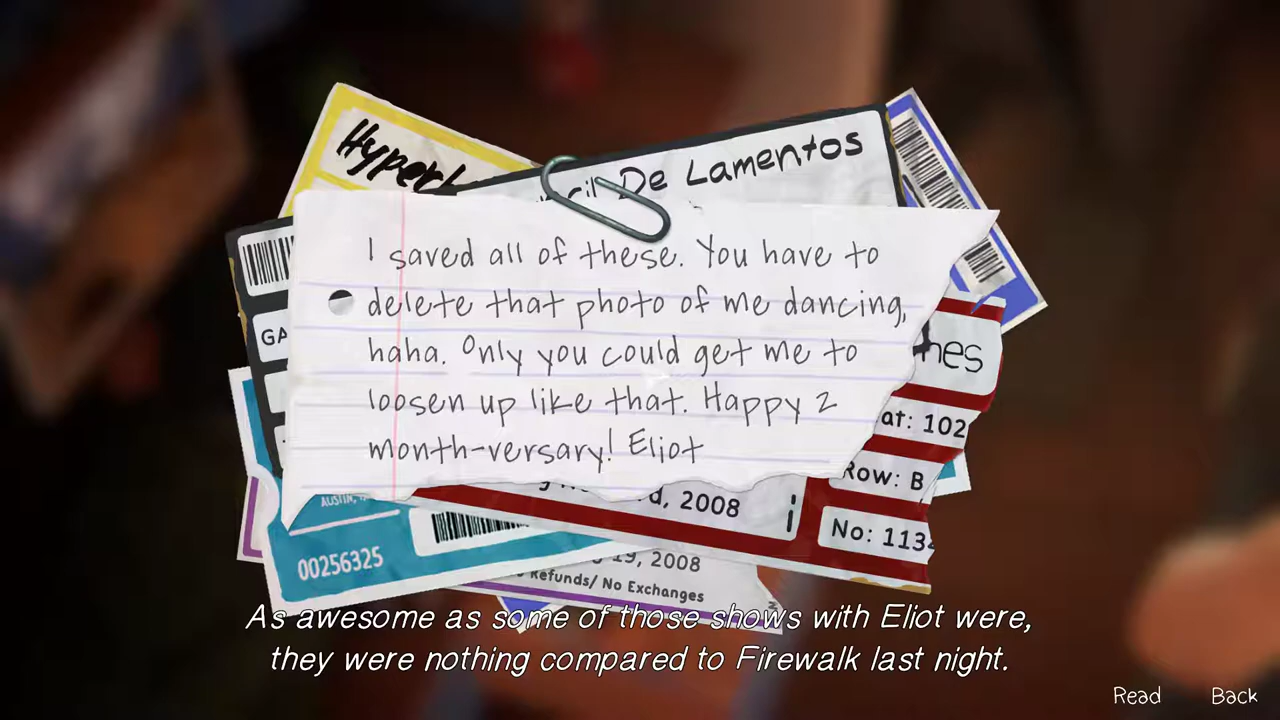 De Lamentos
I saved all of these. You have to
delete that photo of me dancing,
haha. Only you could get me to
loosen up like that. Happy 2
month-versary! Eliot
at: 102
Row: B
No: 113
2008
AUSTIN,
00256325
19, 2008
Refunds/ No Exchanges
As awesome as some of those shows with Eliot were,
they were nothing compared to Firewalk last night.
Read Back